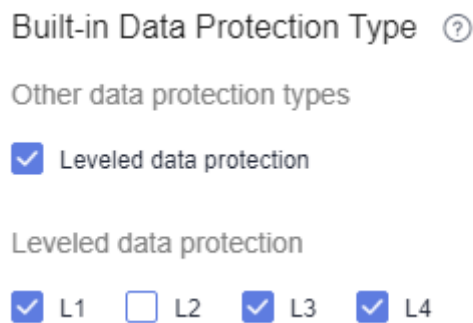 Built-in Data Protection Type ?
Other data protection types
Leveled data protection
Leveled data protection
L1 L2 L3 L4